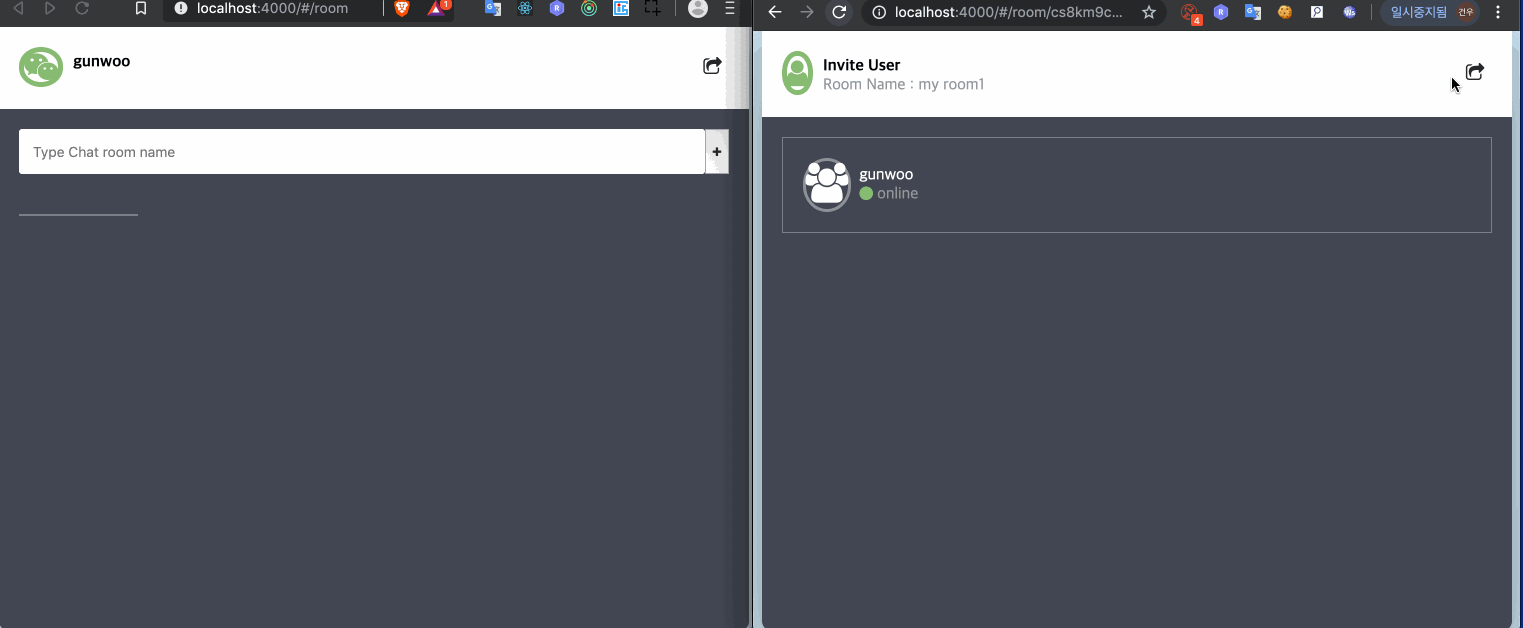 localhost:4000/#/room
1
gunwoo
Type Chat room name
+
localhost:4000/#/room/cs8km9c...
4
일시중지됨
건우
Invite User
Room Name : my room1
gunwoo
online